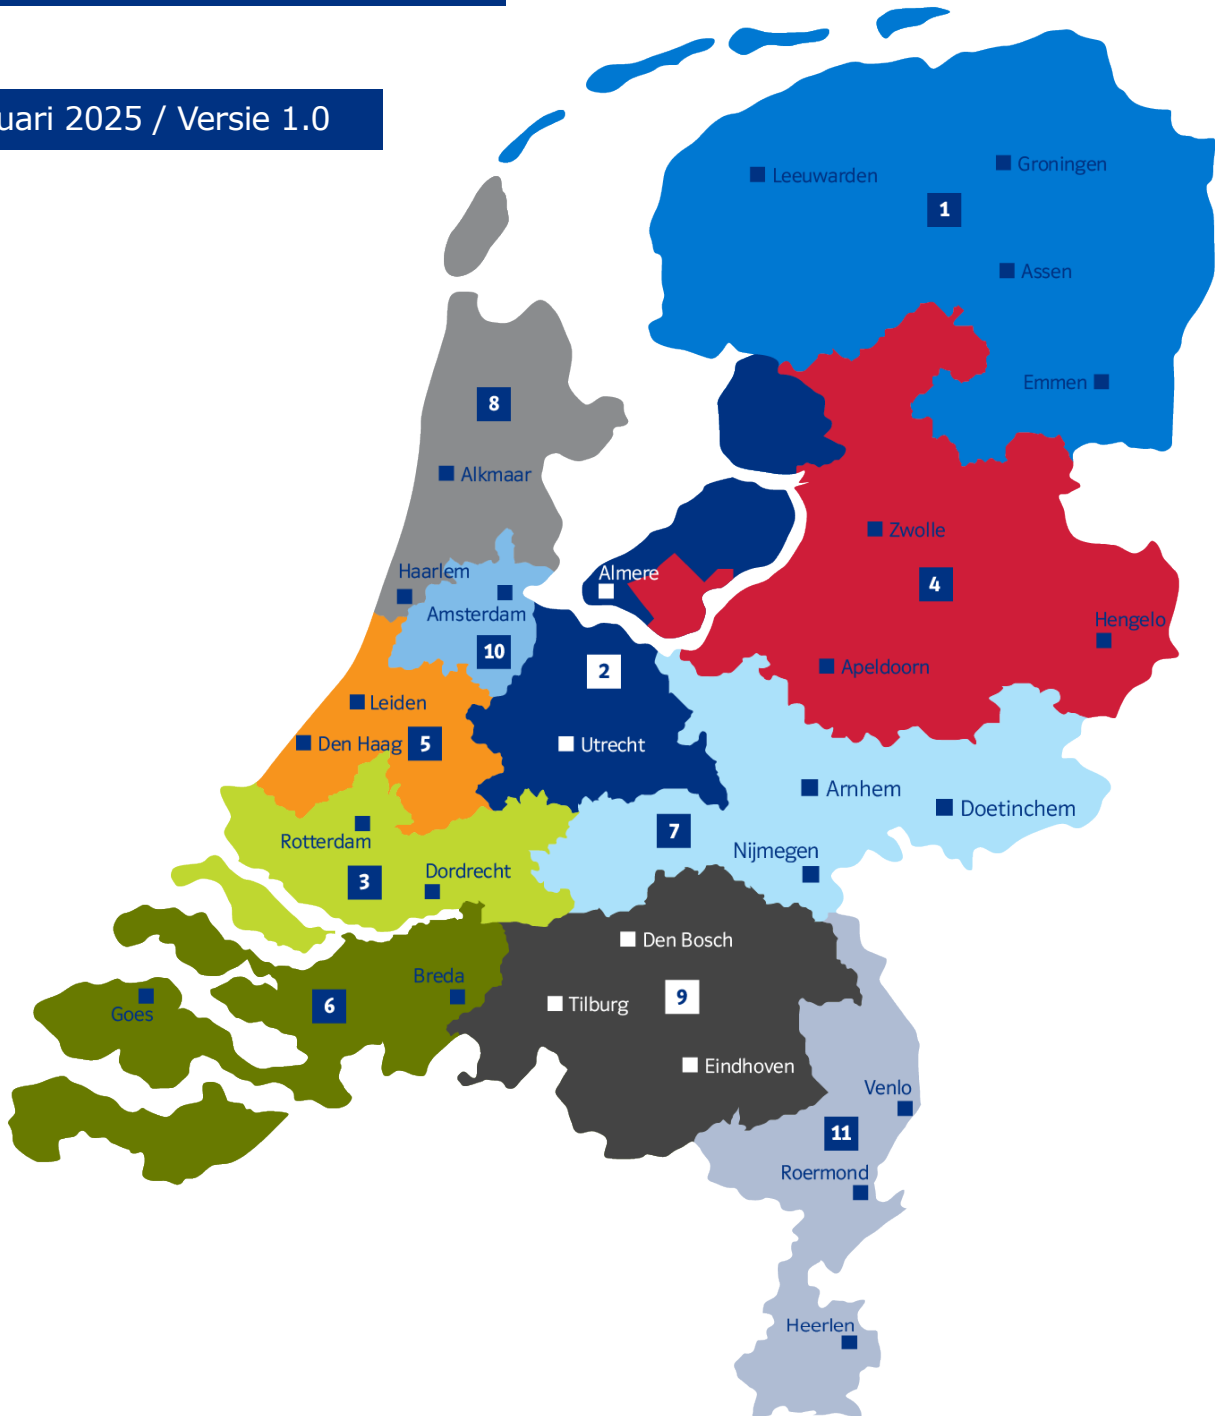 uari 2025 / Versie 1.0
Groningen
Leeuwarden
1
Assen
Emmen
8
Alkmaar
Zwolle
Haarlem
Almere
4
Amsterdam
Hengelo
10
2
Apeldoorn
Leiden
Den Haag
5
Utrecht
Arnhem
Doetinchem
7
Rotterdam
Nijmegen
Dordrecht
3
Den Bosch
Breda
9
Tilburg
6
Goes
Eindhoven
Venlo
11
Roermond
Heerlen